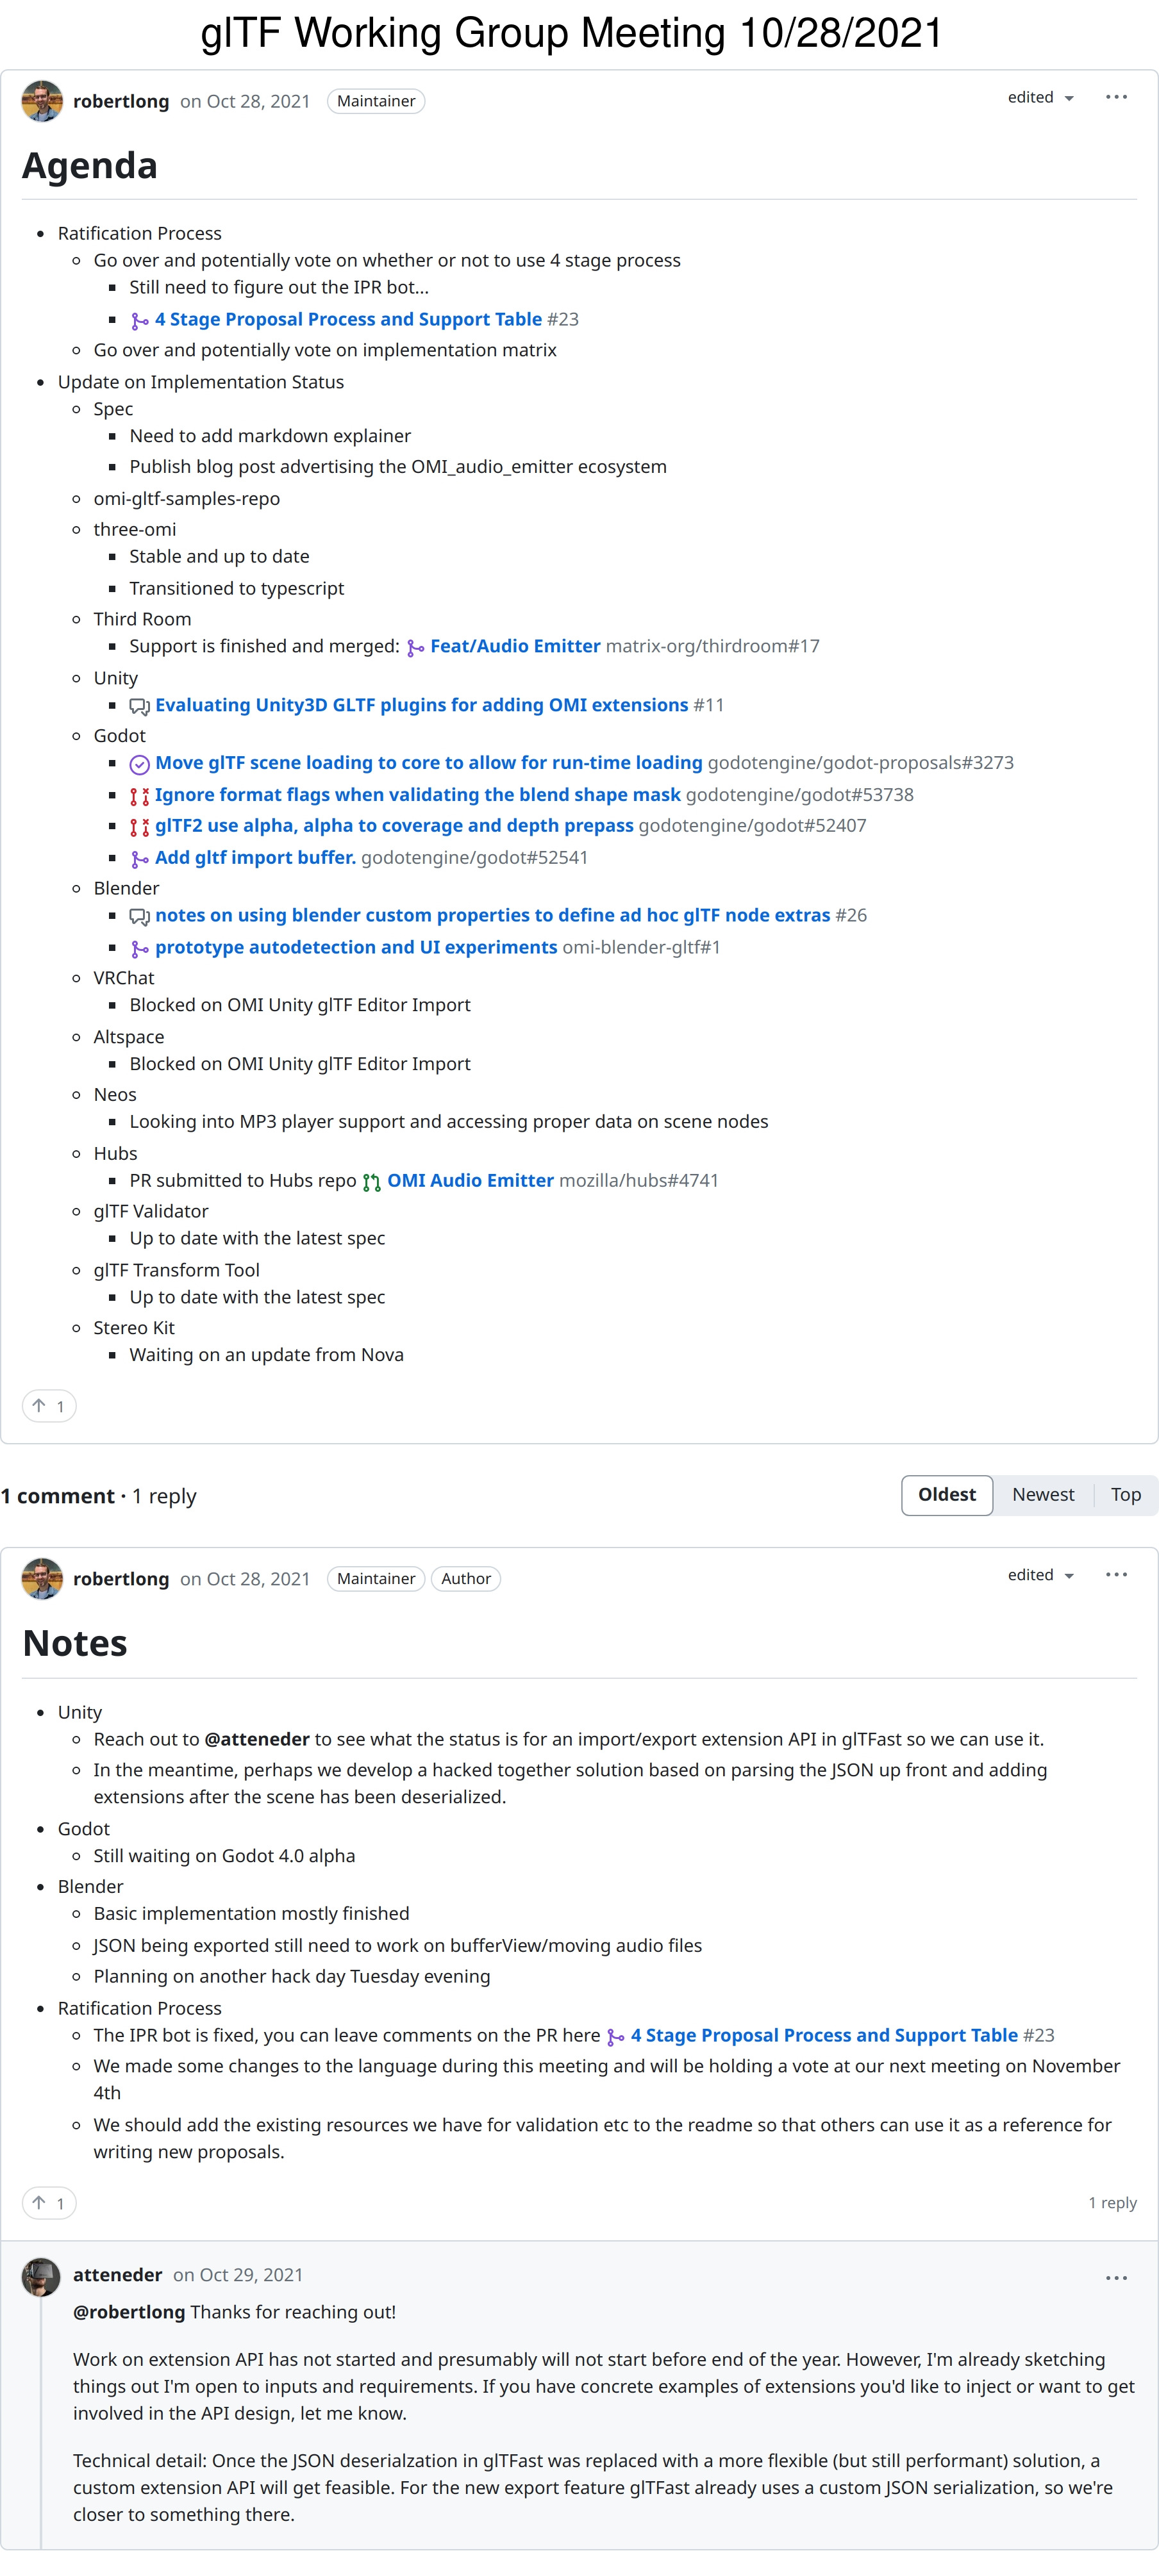 glTF Working Group Meeting 10/28/2021
robertlong on Oct 28, 2021 Maintainer edited
Agenda
Ratification Process
Go over and potentially vote on whether or not to use 4 stage process
Still need to figure out the IPR bot...
4 Stage Proposal Process and Support Table #23
Go over and potentially vote on implementation matrix
Update on Implementation Status
Spec
Need to add markdown explainer
Publish blog post advertising the OMI_audio_emitter ecosystem
omi-gltf-samples-repo
three-omi
Stable and up to date
Transitioned to typescript
Third Room
Support is finished and merged: Feat/Audio Emitter matrix-org/thirdroom#17
Unity
Evaluating Unity3D GLTF plugins for adding OMI extensions #11
Godot
Move glTF scene loading to core to allow for run-time loading godotengine/godot-proposals#3273
Ignore format flags when validating the blend shape mask godotengine/godot#53738
glTF2 use alpha, alpha to coverage and depth prepass godotengine/godot#52407
Add gltf import buffer. godotengine/godot#52541
Blender
notes on using blender custom properties to define ad hoc glTF node extras #26
prototype autodetection and UI experiments omi-blender-gltf#1
VRChat
Blocked on OMI Unity glTF Editor Import
Altspace
Blocked on OMI Unity glTF Editor Import
Neos
Looking into MP3 player support and accessing proper data on scene nodes
Hubs
PR submitted to Hubs repo OMI Audio Emitter mozilla/hubs#4741
glTF Validator
Up to date with the latest spec
glTF Transform Tool
Up to date with the latest spec
Stereo Kit
Waiting on an update from Nova
1
1 comment · 1 reply Oldest Newest Top
robertlong on Oct 28, 2021 Maintainer Author edited
Notes
Unity
Reach out to @atteneder to see what the status is for an import/export extension API in glTFast so we can use it.
In the meantime, perhaps we develop a hacked together solution based on parsing the JSON up front and adding
extensions after the scene has been deserialized.
Godot
Still waiting on Godot 4.0 alpha
Blender
Basic implementation mostly finished
JSON being exported still need to work on bufferView/moving audio files
Planning on another hack day Tuesday evening
Ratification Process
The IPR bot is fixed, you can leave comments on the PR here 4 Stage Proposal Process and Support Table #23
We made some changes to the language during this meeting and will be holding a vote at our next meeting on November
4th
We should add the existing resources we have for validation etc to the readme so that others can use it as a reference for
writing new proposals.
1 1 reply
atteneder on Oct 29, 2021
@robertlong Thanks for reaching out!
Work on extension API has not started and presumably will not start before end of the year. However, I'm already sketching
things out I'm open to inputs and requirements. If you have concrete examples of extensions you'd like to inject or want to get
involved in the API design, let me know.
Technical detail: Once the JSON deserialzation in glTFast was replaced with a more flexible (but still performant) solution, a
custom extension API will get feasible. For the new export feature glTFast already uses a custom JSON serialization, so we're
closer to something there.